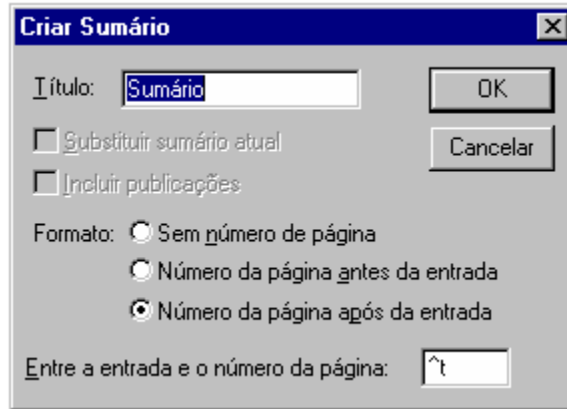 Criar Sumário
Título: Sumário OK
Substituir sumário atual Cancelar
Incluir publicações
Formato: Sem número de página
Número da página antes da entrada
Número da página após da entrada
Entre a entrada e o número da página: ^t